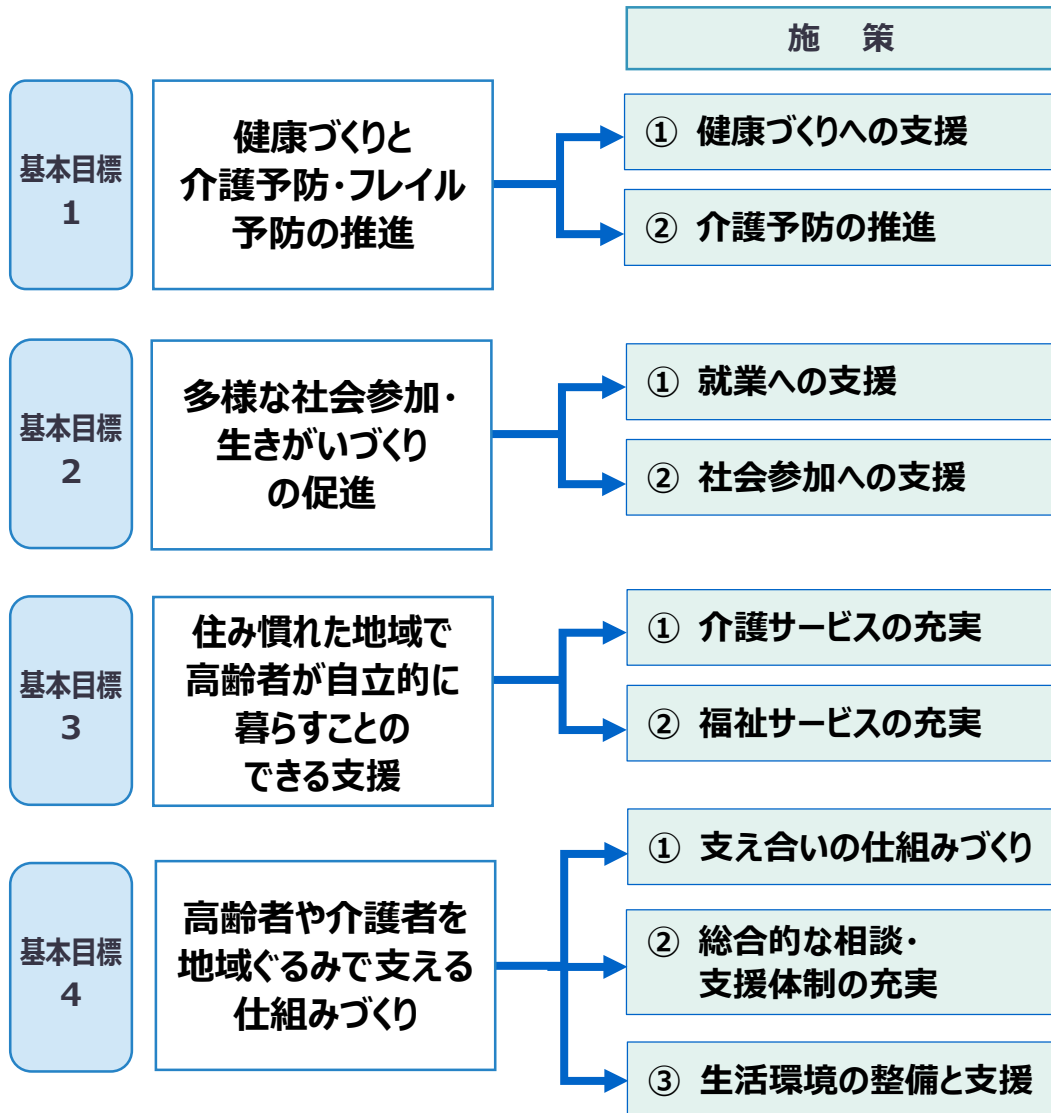 施 策
基本目標
1
健康づくりと
介護予防・フレイル
予防の推進
① 健康づくりへの支援
② 介護予防の推進
基本目標
2
多様な社会参加・
生きがいづくり
の促進
① 就業への支援
② 社会参加への支援
基本目標
3
住み慣れた地域で
高齢者が自立的に
暮らすことの
できる支援
① 介護サービスの充実
② 福祉サービスの充実
基本目標
4
高齢者や介護者を
地域ぐるみで支える
仕組みづくり
① 支え合いの仕組みづくり
② 総合的な相談・
支援体制の充実
③ 生活環境の整備と支援